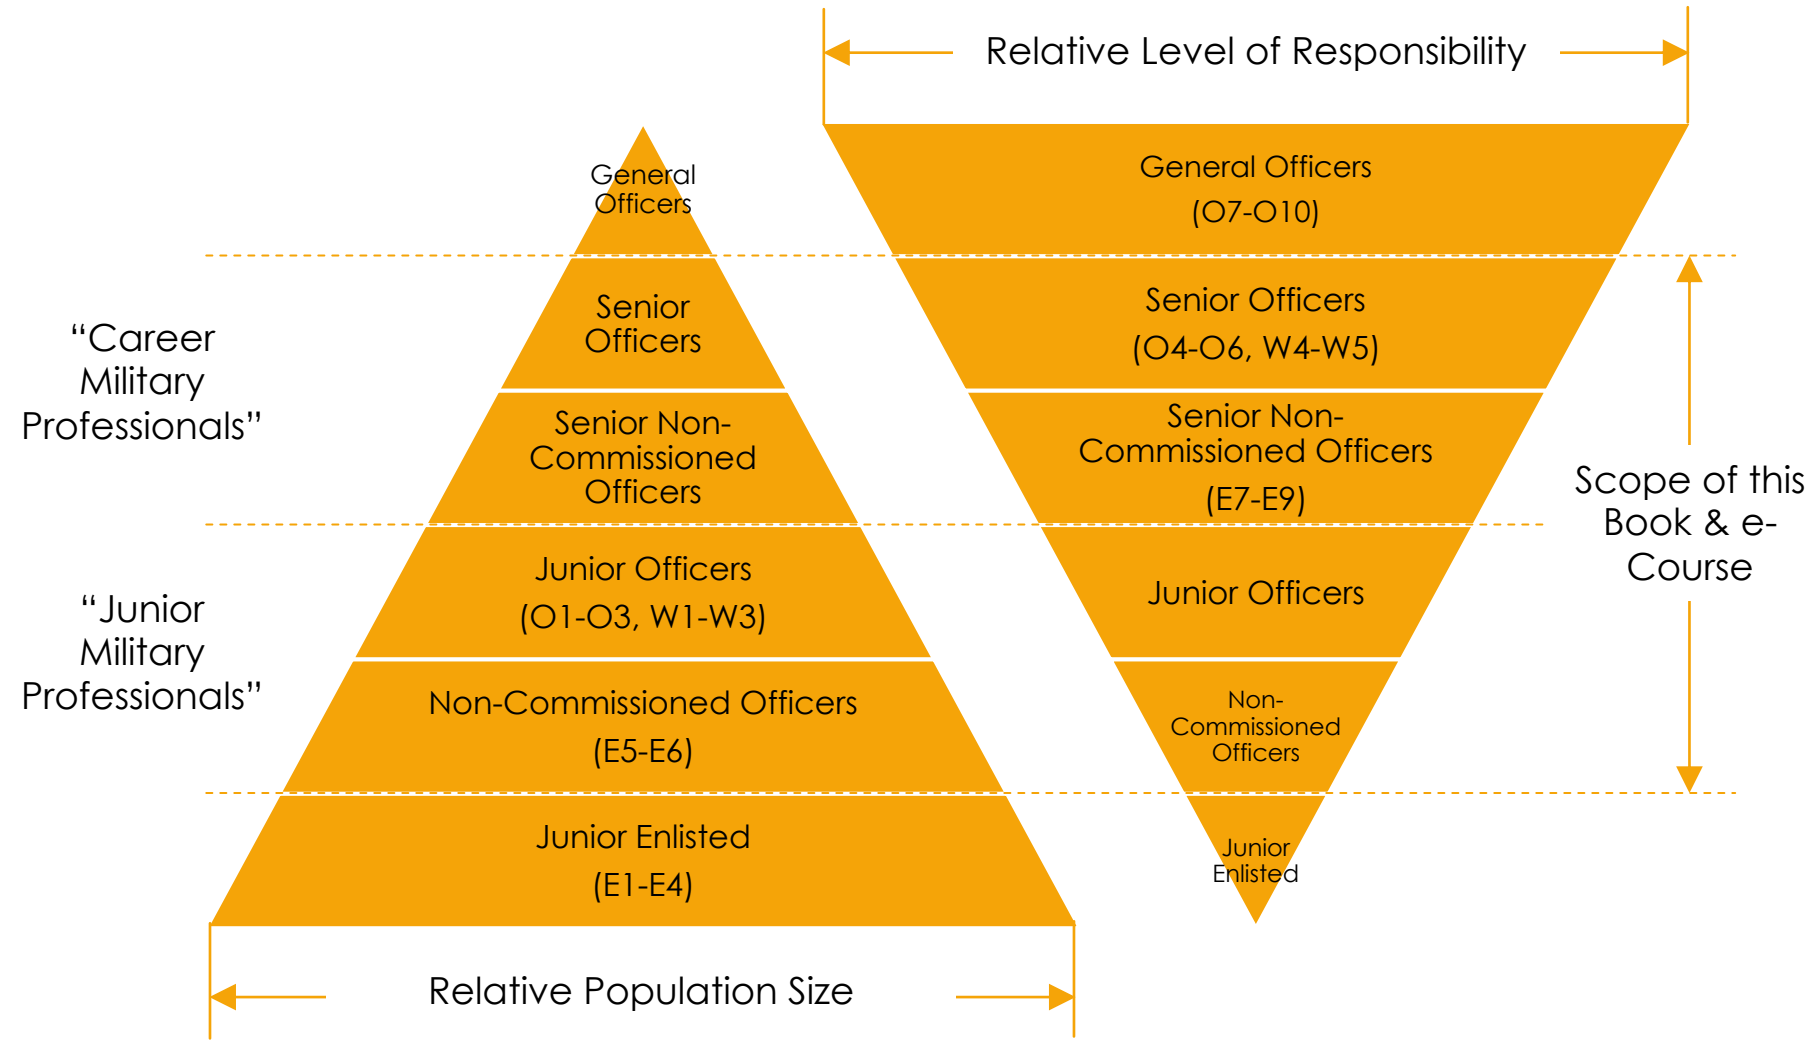 Relative Level of Responsibility
General
Officers
General Officers
(O7-O10)
“Career
Military
Professionals”
Senior
Officers
Senior Officers
(O4-O6, W4-W5)
Senior Non-
Commissioned
Officers
Senior Non-
Commissioned Officers
(E7-E9)
Scope of this
Book & e-
Course
“Junior
Military
Professionals”
Junior Officers
(O1-O3, W1-W3)
Junior Officers
Non-Commissioned Officers
(E5-E6)
Non-
Commissioned
Officers
Junior Enlisted
(E1-E4)
Junior
Enlisted
Relative Population Size